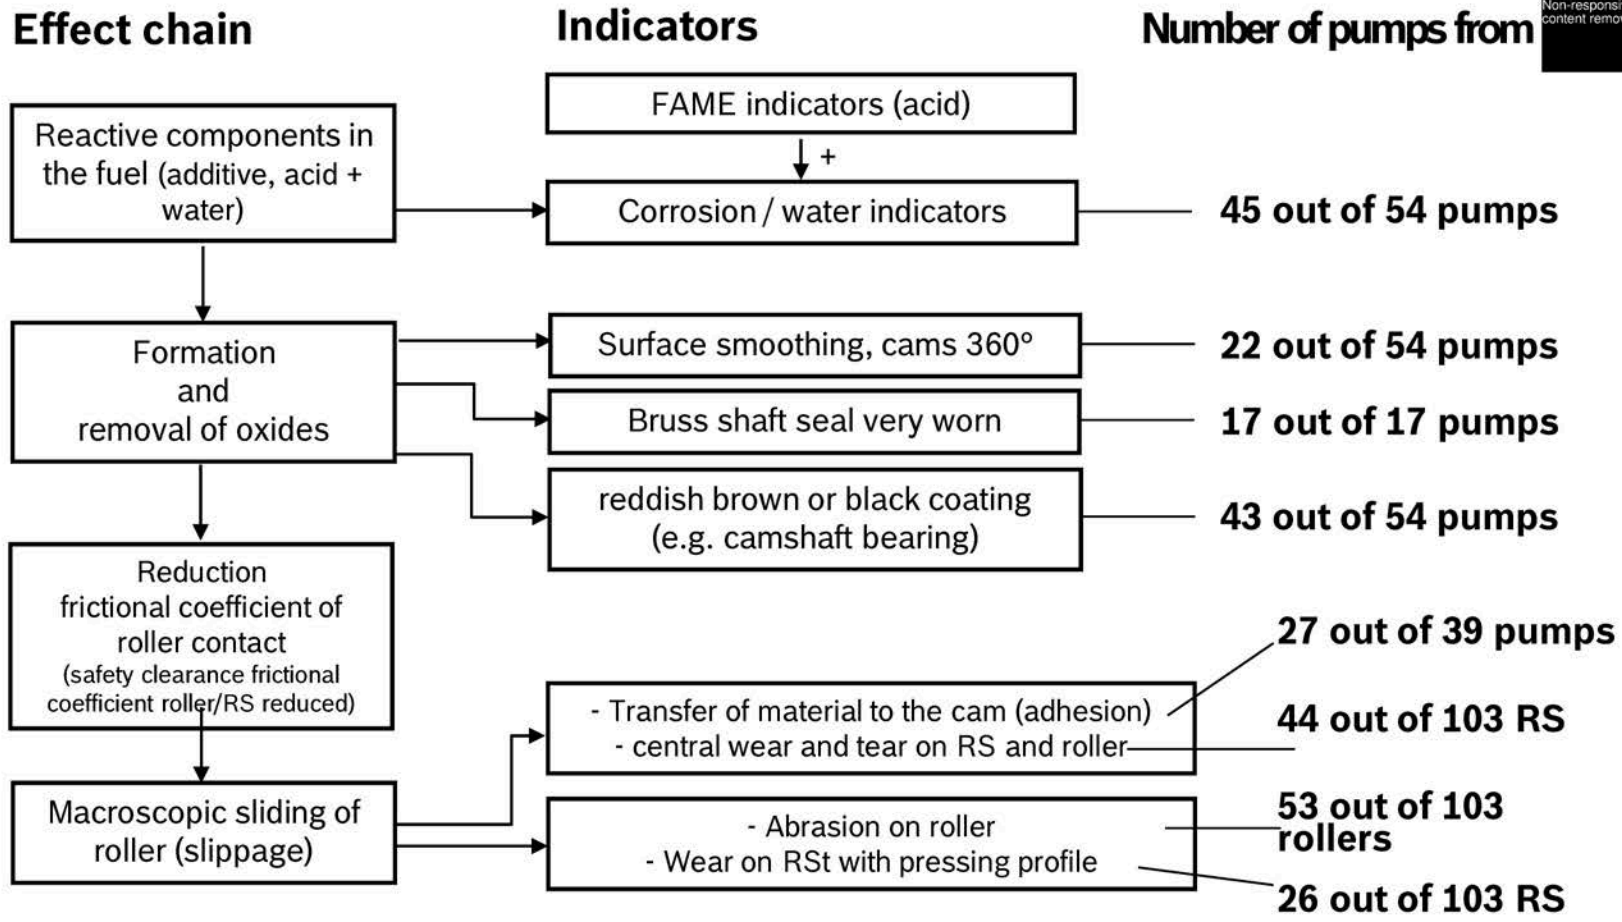 Effect chain
Indicators
Number of pumps from
FAME indicators (acid)
+
Reactive components in
the fuel (additive, acid +
water)
Corrosion / water indicators
45 out of 54 pumps
Formation
and
removal of oxides
Surface smoothing, cams 360°
22 out of 54 pumps
Bruss shaft seal very worn
17 out of 17 pumps
reddish brown or black coating
(e.g. camshaft bearing)
43 out of 54 pumps
Reduction
frictional coefficient of
roller contact
(safety clearance frictional
coefficient roller/RS reduced)
- Transfer of material to the cam (adhesion)
- central wear and tear on RS and roller
27 out of 39 pumps
44 out of 103 RS
Macroscopic sliding of
roller (slippage)
- Abrasion on roller
- Wear on RSt with pressing profile
53 out of 103
rollers
26 out of 103 RS